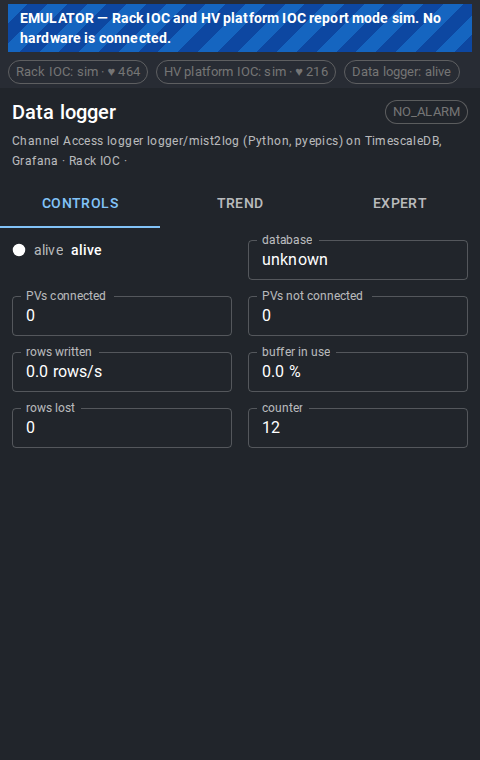 EMULATOR — Rack IOC and HV platform IOC report mode sim. No
hardware is connected.
Rack IOC: sim · ♥ 464
HV platform IOC: sim · ♥ 216
Data logger: alive
Data logger
NO_ALARM
Channel Access logger logger/mist2log (Python, pyepics) on TimescaleDB,
Grafana · Rack IOC ·
CONTROLS
TREND
EXPERT
alive alive
database
unknown
PVs connected
0
PVs not connected
0
rows written
0.0 rows/s
buffer in use
0.0 %
rows lost
0
counter
12